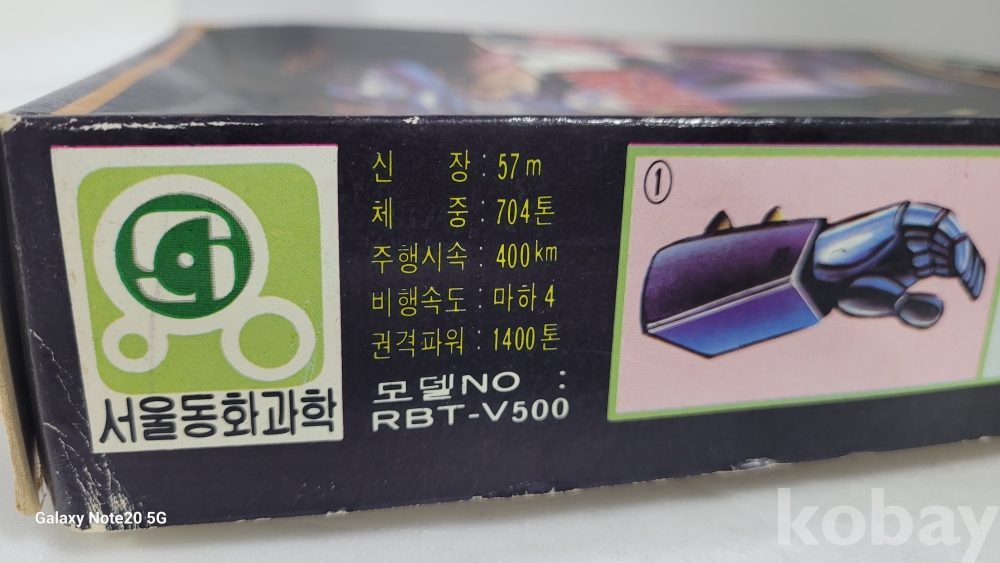 신 장 : 57m
체 중 : 704톤
주행시속 : 400km
비행속도 : 마하 4
권격파워 : 1400톤
모델NO :
RBT-V500
서울동화과학
①
Galaxy Note20 5G
kobay